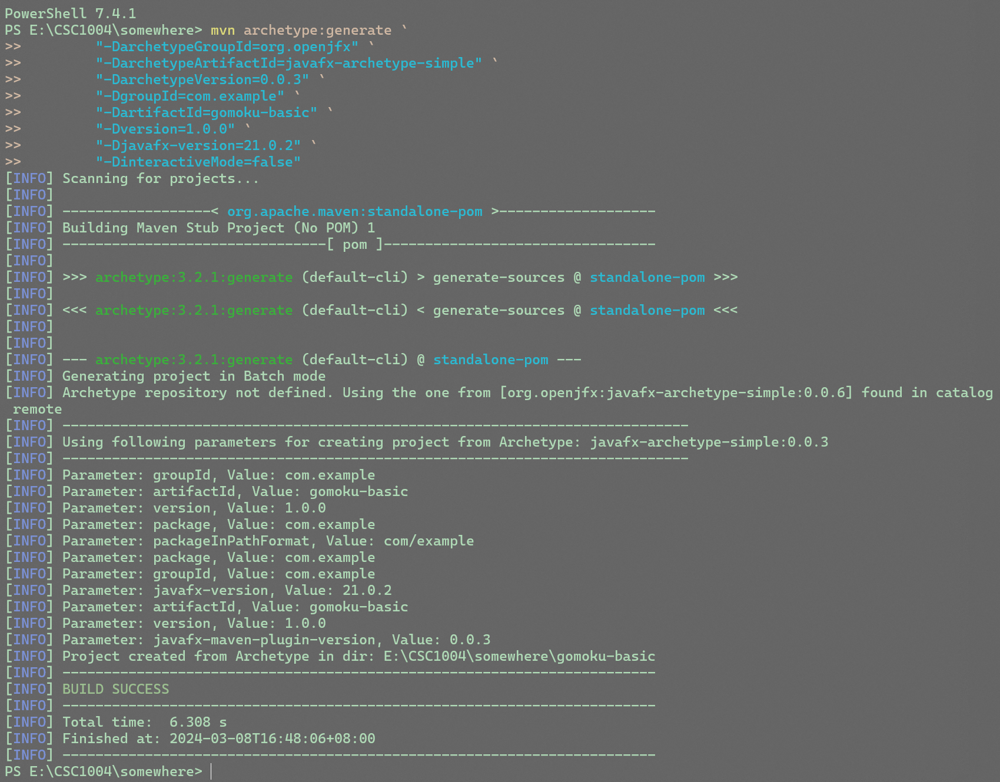 PowerShell 7.4.1
PS E:\CSC1004\somewhere> mvn archetype:generate `
>>         "-DarchetypeGroupId=org.openjfx" `
>>         "-DarchetypeArtifactId=javafx-archetype-simple" `
>>         "-DarchetypeVersion=0.0.3" `
>>         "-DgroupId=com.example" `
>>         "-DartifactId=gomoku-basic" `
>>         "-Dversion=1.0.0" `
>>         "-Djavafx-version=21.0.2" `
>>         "-DinteractiveMode=false"
[INFO] Scanning for projects...
[INFO]
[INFO] ------------------< org.apache.maven:standalone-pom >-------------------
[INFO] Building Maven Stub Project (No POM) 1
[INFO] --------------------------------[ pom ]---------------------------------
[INFO]
[INFO] >>> archetype:3.2.1:generate (default-cli) > generate-sources @ standalone-pom >>>
[INFO]
[INFO] <<< archetype:3.2.1:generate (default-cli) < generate-sources @ standalone-pom <<<
[INFO]
[INFO]
[INFO] --- archetype:3.2.1:generate (default-cli) @ standalone-pom ---
[INFO] Generating project in Batch mode
[INFO] Archetype repository not defined. Using the one from [org.openjfx:javafx-archetype-simple:0.0.6] found in catalog
 remote
[INFO] ----------------------------------------------------------------------------
[INFO] Using following parameters for creating project from Archetype: javafx-archetype-simple:0.0.3
[INFO] ----------------------------------------------------------------------------
[INFO] Parameter: groupId, Value: com.example
[INFO] Parameter: artifactId, Value: gomoku-basic
[INFO] Parameter: version, Value: 1.0.0
[INFO] Parameter: package, Value: com.example
[INFO] Parameter: packageInPathFormat, Value: com/example
[INFO] Parameter: package, Value: com.example
[INFO] Parameter: groupId, Value: com.example
[INFO] Parameter: javafx-version, Value: 21.0.2
[INFO] Parameter: artifactId, Value: gomoku-basic
[INFO] Parameter: version, Value: 1.0.0
[INFO] Parameter: javafx-maven-plugin-version, Value: 0.0.3
[INFO] Project created from Archetype in dir: E:\CSC1004\somewhere\gomoku-basic
[INFO] ------------------------------------------------------------------------
[INFO] BUILD SUCCESS
[INFO] ------------------------------------------------------------------------
[INFO] Total time:  6.308 s
[INFO] Finished at: 2024-03-08T16:48:06+08:00
[INFO] ------------------------------------------------------------------------
PS E:\CSC1004\somewhere>